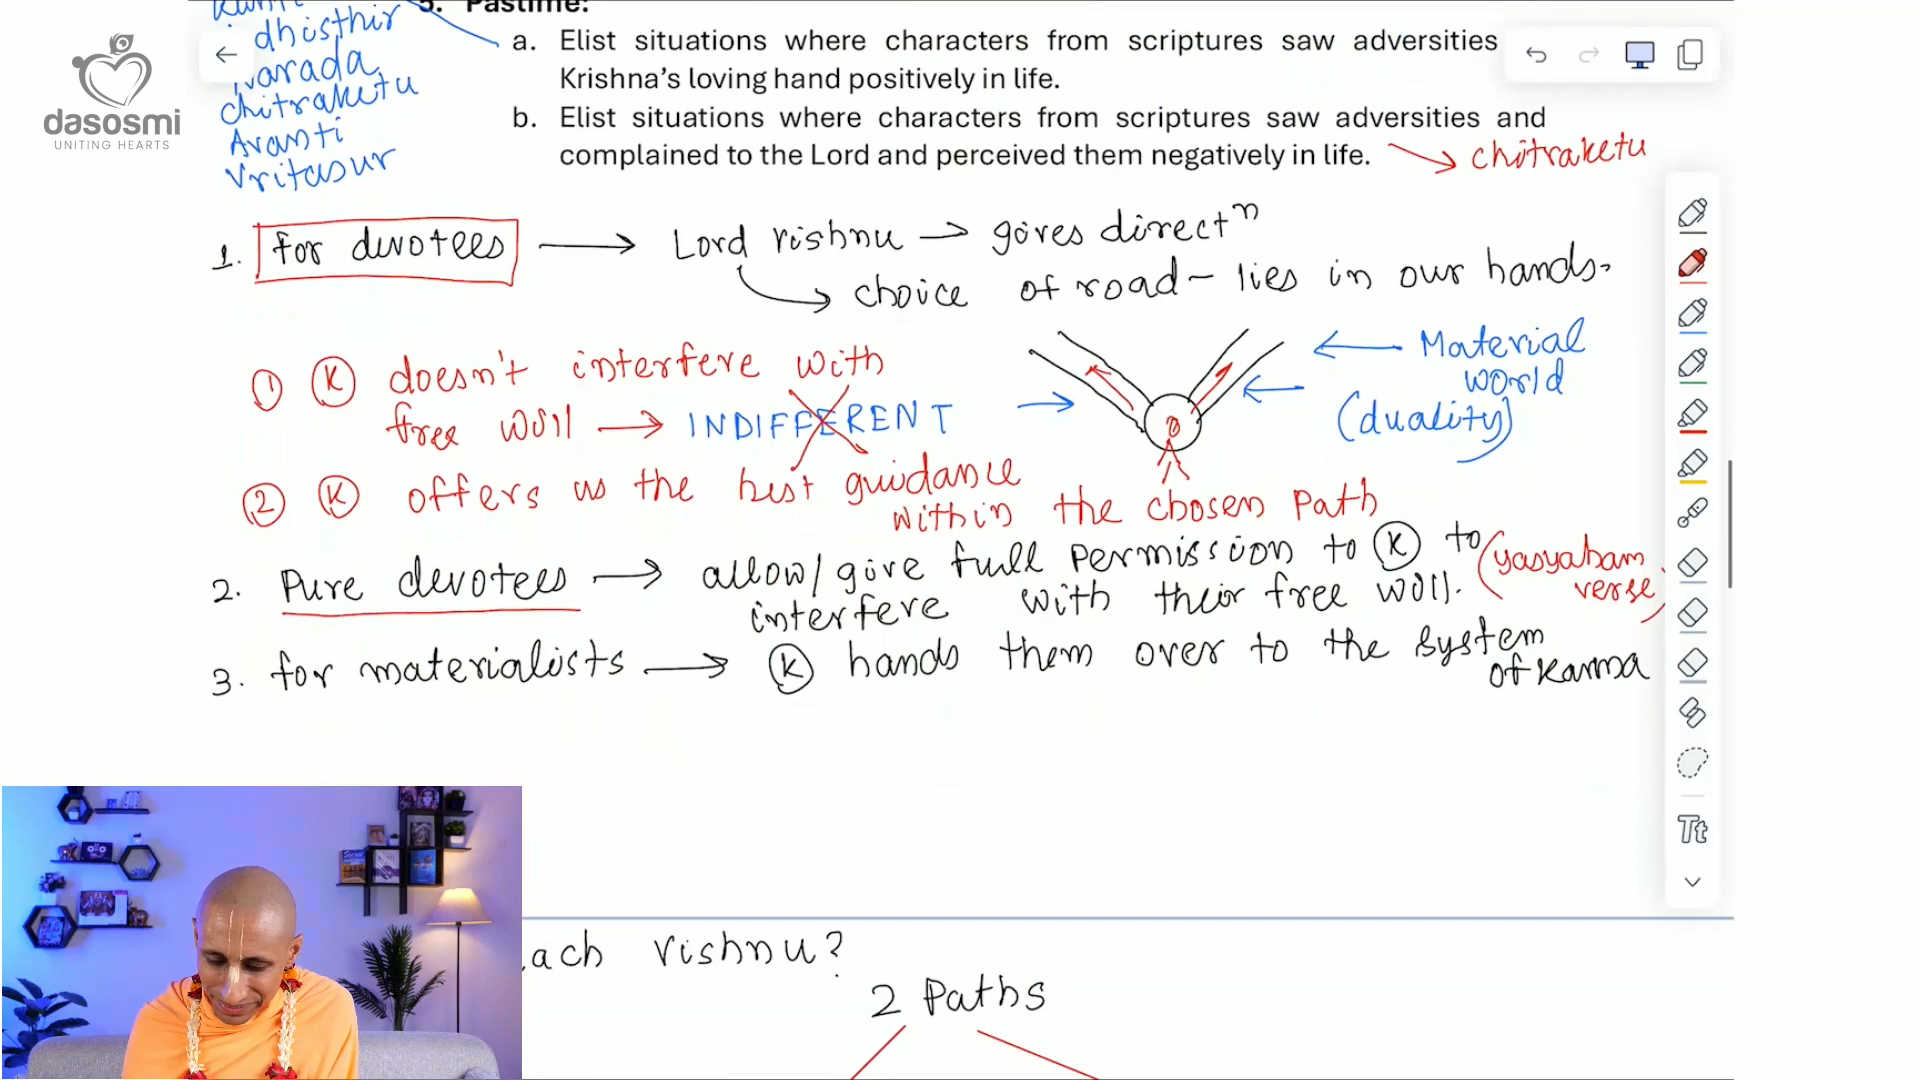 5. Pastime:
dhisthir
Narada
chitraketu
Avanti
Vritasur
dasosmi
UNITING HEARTS
a. Elist situations where characters from scriptures saw adversities
Krishna's loving hand positively in life.
b. Elist situations where characters from scriptures saw adversities and
complained to the Lord and perceived them negatively in life.
chitraketu
1. for devotees → Lord vishnu → gives directn
choice of road - lies in our hands.
① Ⓚ doesn't interfere with
free will → INDIFFERENT
Material
world
(duality)
② Ⓚ offers us the best guidance
within the chosen path
2. Pure devotees → allow/give full permission to Ⓚ to
interfere with their free will.
(yasyaham
verse)
3. for materialists → Ⓚ hands them over to the system
of karma
ach vishnu?
2 Paths
Tt